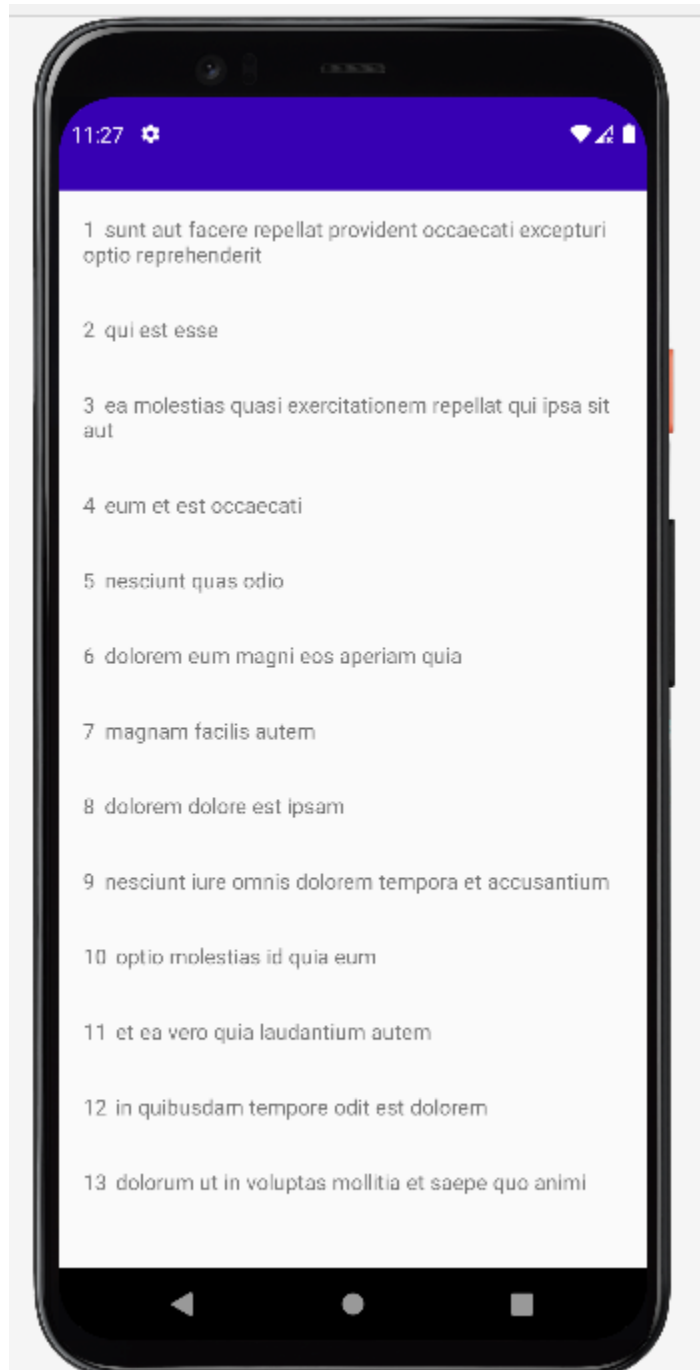 11:27
1 sunt aut facere repellat provident occaecati excepturi
optio reprehenderit
2 qui est esse
3 ea molestias quasi exercitationem repellat qui ipsa sit
aut
4 eum et est occaecati
5 nesciunt quas odio
6 dolorem eum magni eos aperiam quia
7 magnam facilis autem
8 dolorem dolore est ipsam
9 nesciunt iure omnis dolorem tempora et accusantium
10 optio molestias id quia eum
11 et ea vero quia laudantium autem
12 in quibusdam tempore odit est dolorem
13 dolorum ut in voluptas mollitia et saepe quo animi